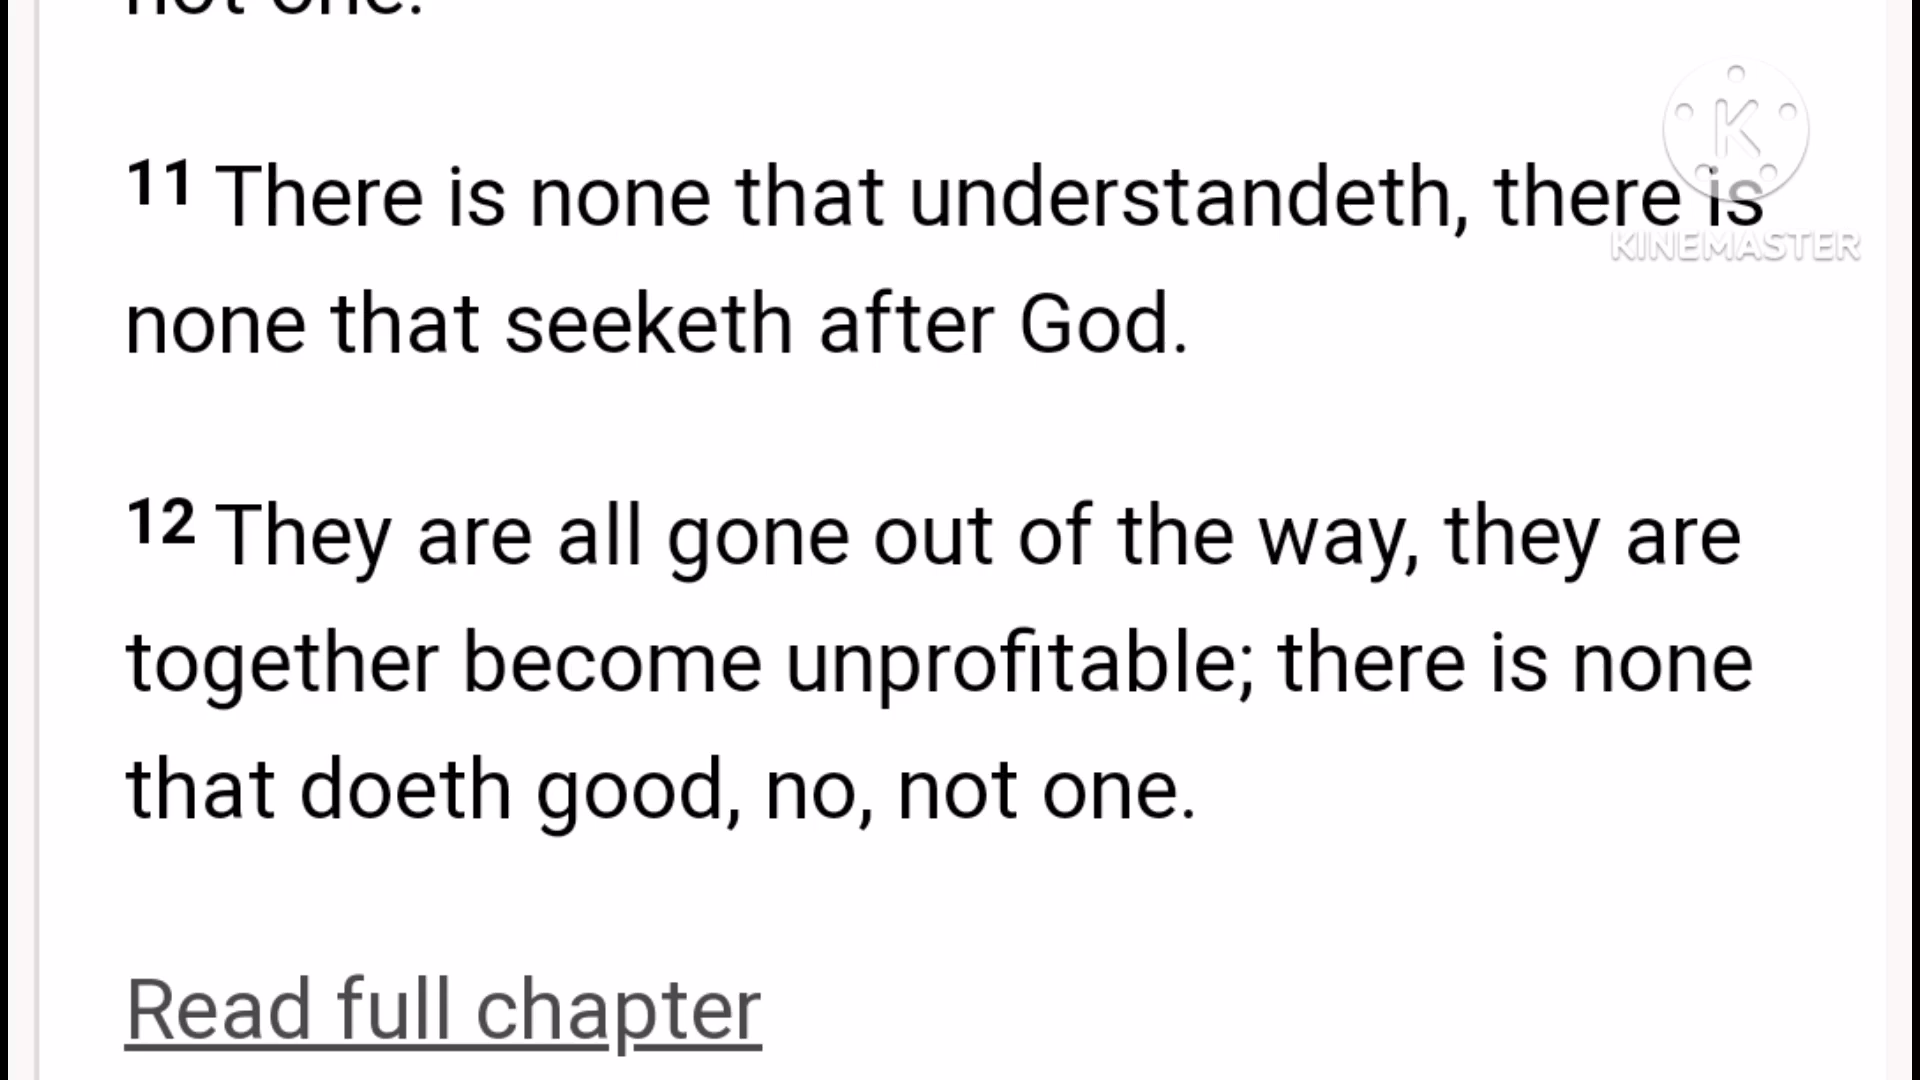 not one.
11 There is none that understandeth, there is
K
KINEMASTER
none that seeketh after God.
12 They are all gone out of the way, they are
together become unprofitable; there is none
that doeth good, no, not one.
Read full chapter